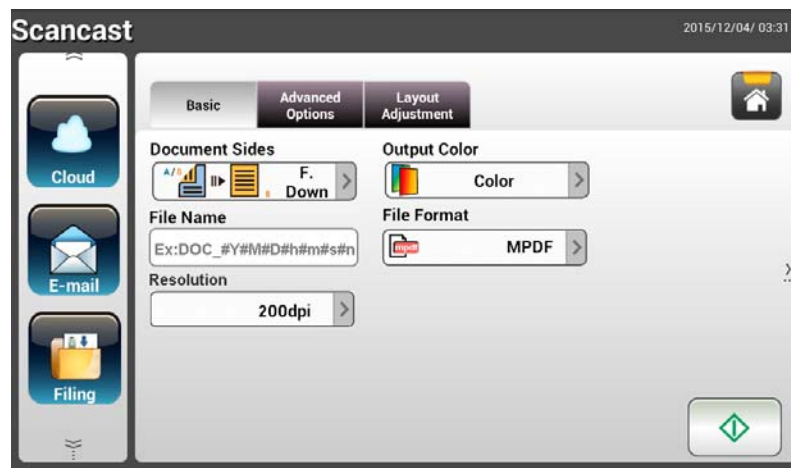 Scancast
2015/12/04/ 03:31
Cloud
E-mail
Filing
Basic
Advanced
Options
Layout
Adjustment
Document Sides
F.
Down
Output Color
Color
File Name
Ex:DOC_#Y#M#D#h#m#s#n
File Format
mpdf
MPDF
Resolution
200dpi